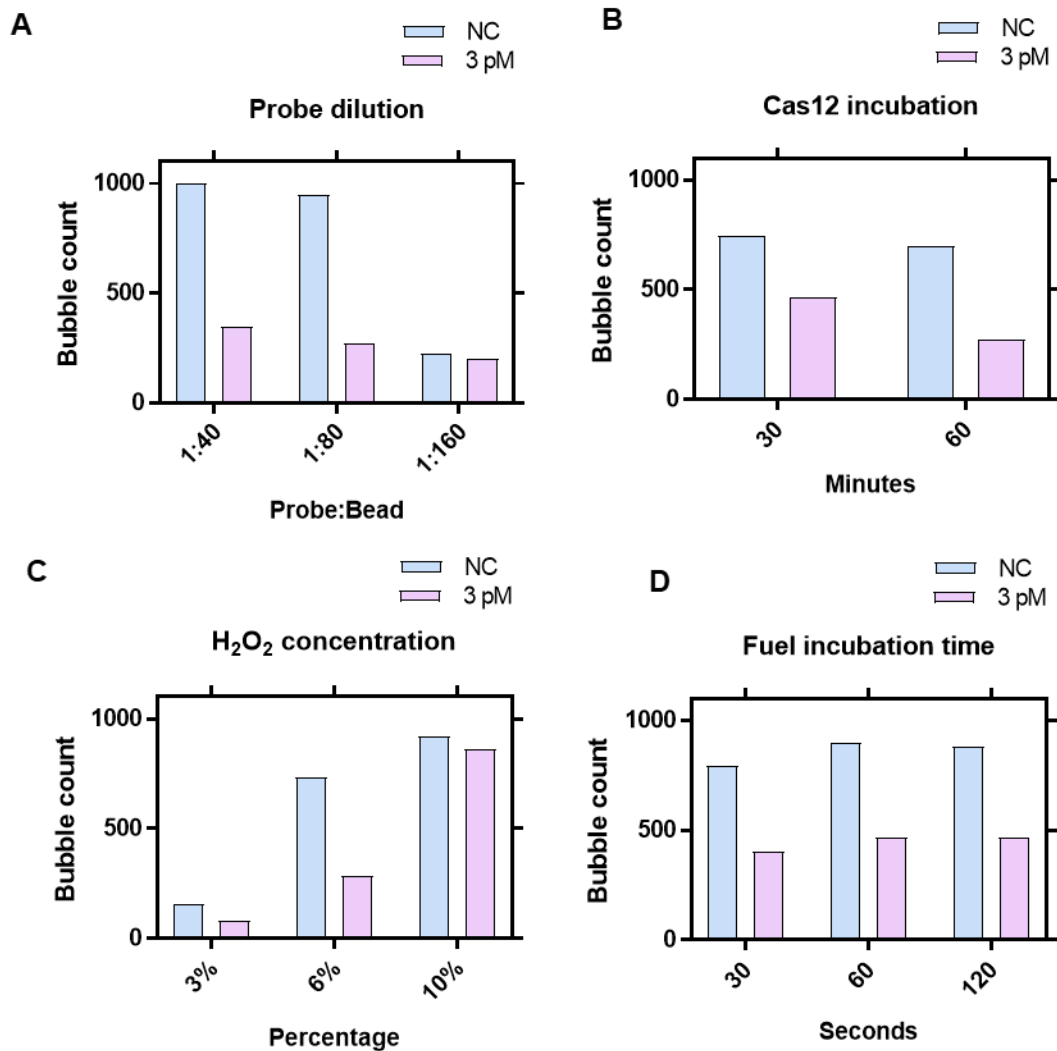 A
NC
3 pM
Probe dilution
Bubble count
1000
500
0
1:40
1:80
1:160
Probe:Bead
B
NC
3 pM
Cas12 incubation
Bubble count
1000
500
0
30
60
Minutes
C
NC
3 pM
H₂O₂ concentration
Bubble count
1000
500
0
3%
6%
10%
Percentage
D
NC
3 pM
Fuel incubation time
Bubble count
1000
500
0
30
60
120
Seconds